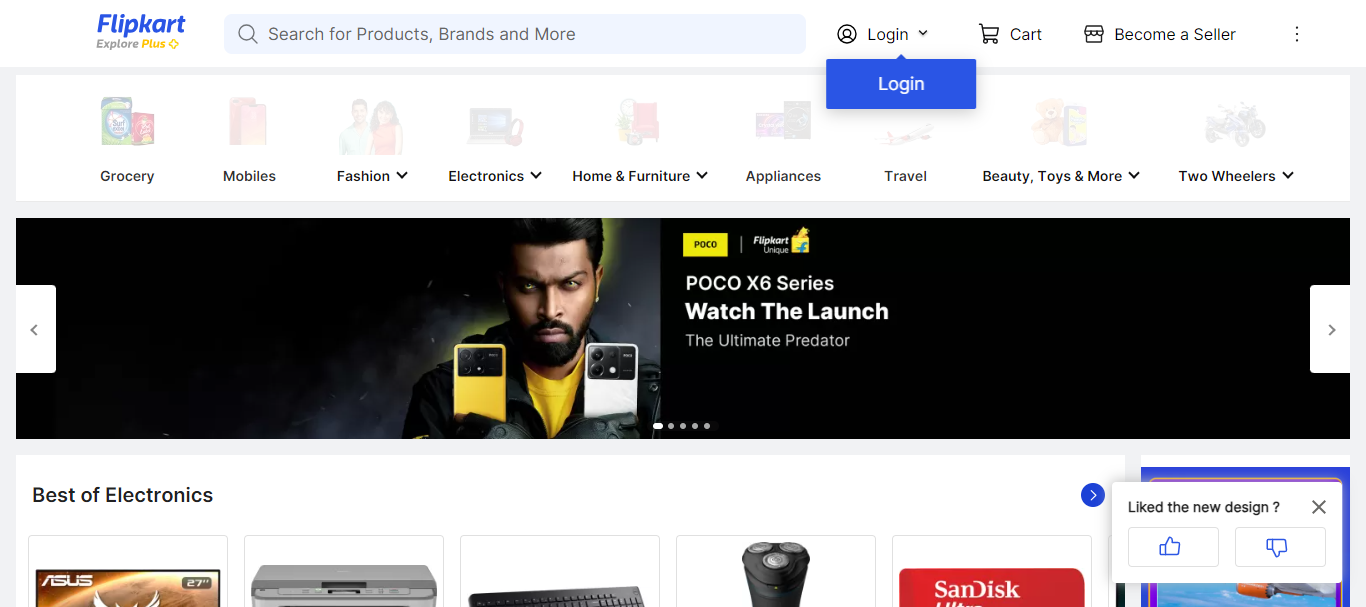 Flipkart
Explore Plus
Search for Products, Brands and More
Login
Cart
Become a Seller
Login
Grocery
Mobiles
Fashion
Electronics
Home & Furniture
Appliances
Travel
Beauty, Toys & More
Two Wheelers
POCO
Flipkart
Unique
POCO X6 Series
Watch The Launch
The Ultimate Predator
Best of Electronics
Liked the new design ?
ASUS
27"
SanDisk
Ultra